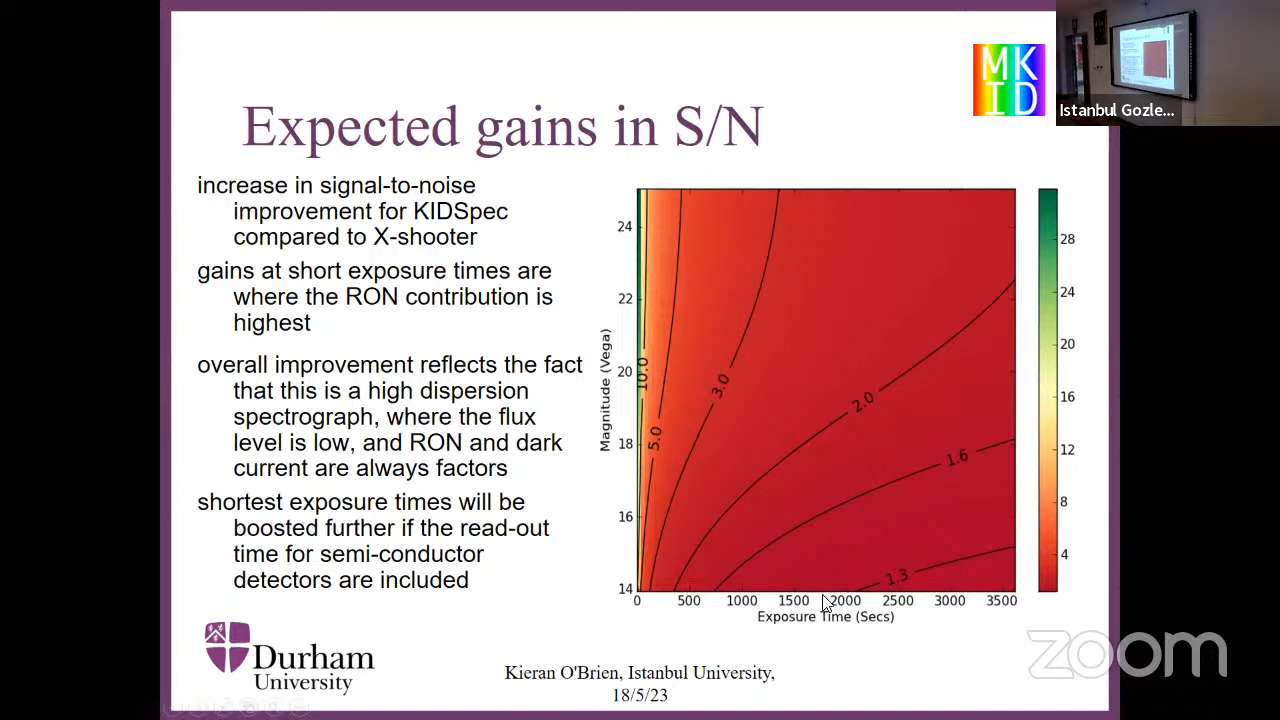 MK
ID
Istanbul Gozle...
Expected gains in S/N
increase in signal-to-noise
improvement for KIDSpec
compared to X-shooter
gains at short exposure times are
where the RON contribution is
highest
overall improvement reflects the fact
that this is a high dispersion
spectrograph, where the flux
level is low, and RON and dark
current are always factors
shortest exposure times will be
boosted further if the read-out
time for semi-conductor
detectors are included
Magnitude (Vega)
24
22
20
18
16
14
10.0
5.0
3.0
2.0
1.6
1.3
0 500 1000 1500 2000 2500 3000 3500
Exposure Time (Secs)
28
24
20
16
12
8
4
Durham
University
Kieran O'Brien, Istanbul University,
18/5/23
zoom